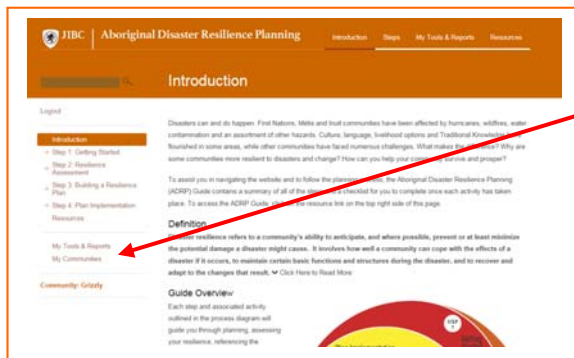 JIBC | Aboriginal Disaster Resilience Planning
Introduction Steps My Tools & Reports Resources
Introduction
Logout
Introduction
Step 1: Getting Started
Step 2: Resilience
Assessment
Step 3: Building a Resilience
Plan
Step 4: Plan Implementation
Resources
My Tools & Reports
My Communities
Community: Grizzly
Disasters can and do happen. First Nations, Métis and Inuit communities have been affected by hurricanes, wildfires, water
contamination and an assortment of other hazards. Culture, language, livelihood options and Traditional Knowledge have
flourished in some areas, while other communities have faced numerous challenges. What makes the difference? Why are
some communities more resilient to disasters and change? How can you help your community survive and prosper?
To assist you in navigating the website and to follow the planning process, the Aboriginal Disaster Resilience Planning
(ADRP) Guide contains a summary of all of the steps and a checklist for you to complete once each activity has taken
place. To access the ADRP Guide, click on the resource link on the top right side of this page.
Definition
Disaster resilience refers to a community's ability to anticipate, and where possible, prevent or at least minimize
the potential damage a disaster might cause. It involves how well a community can cope with the effects of a
disaster if it occurs, to maintain certain basic functions and structures during the disaster, and to recover and
adapt to the changes that result. Click Here to Read More
Guide Overview
Each step and associated activity
outlined in the process diagram will
guide you through planning, assessing
your resilience, referencing the
STEP
Plan Implementation